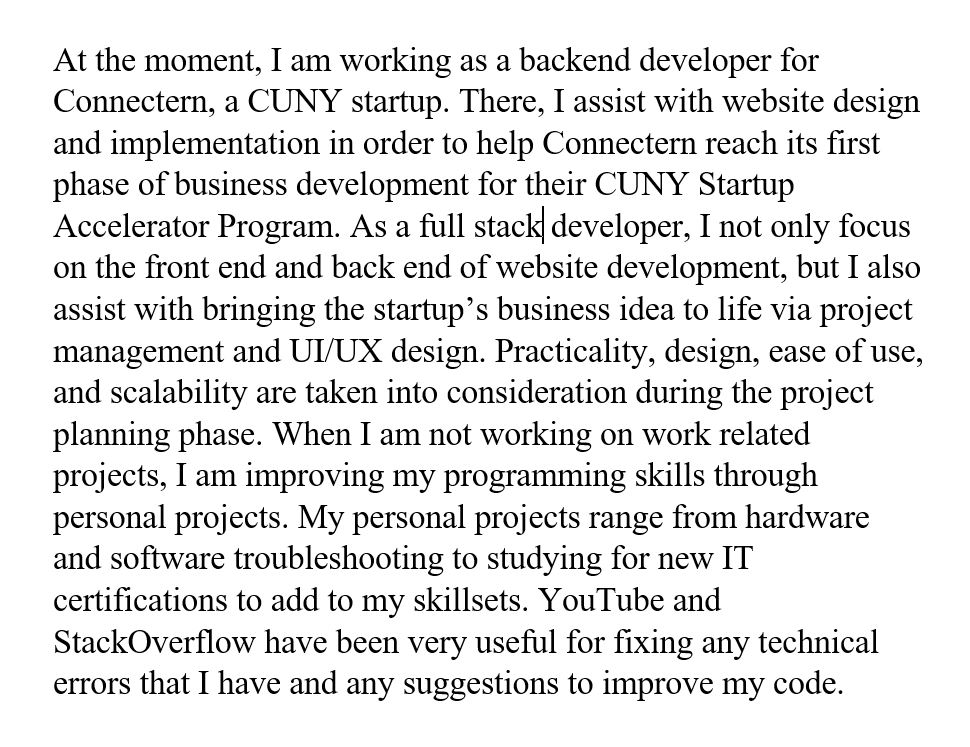 At the moment, I am working as a backend developer for
Connectern, a CUNY startup. There, I assist with website design
and implementation in order to help Connectern reach its first
phase of business development for their CUNY Startup
Accelerator Program. As a full stack developer, I not only focus
on the front end and back end of website development, but I also
assist with bringing the startup’s business idea to life via project
management and UI/UX design. Practicality, design, ease of use,
and scalability are taken into consideration during the project
planning phase. When I am not working on work related
projects, I am improving my programming skills through
personal projects. My personal projects range from hardware
and software troubleshooting to studying for new IT
certifications to add to my skillsets. YouTube and
StackOverflow have been very useful for fixing any technical
errors that I have and any suggestions to improve my code.